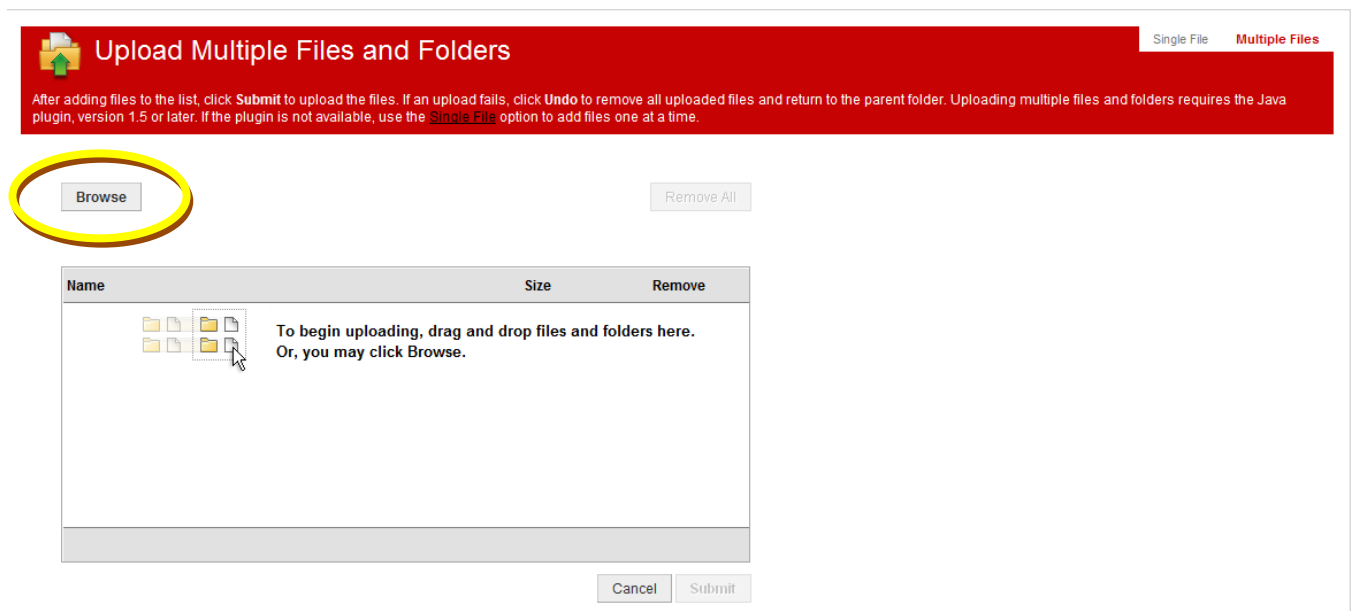 Upload Multiple Files and Folders
Single File Multiple Files
After adding files to the list, click Submit to upload the files. If an upload fails, click Undo to remove all uploaded files and return to the parent folder. Uploading multiple files and folders requires the Java
plugin, version 1.5 or later. If the plugin is not available, use the Single File option to add files one at a time.
Browse Remove All
Name Size Remove
To begin uploading, drag and drop files and folders here.
Or, you may click Browse.
Cancel Submit